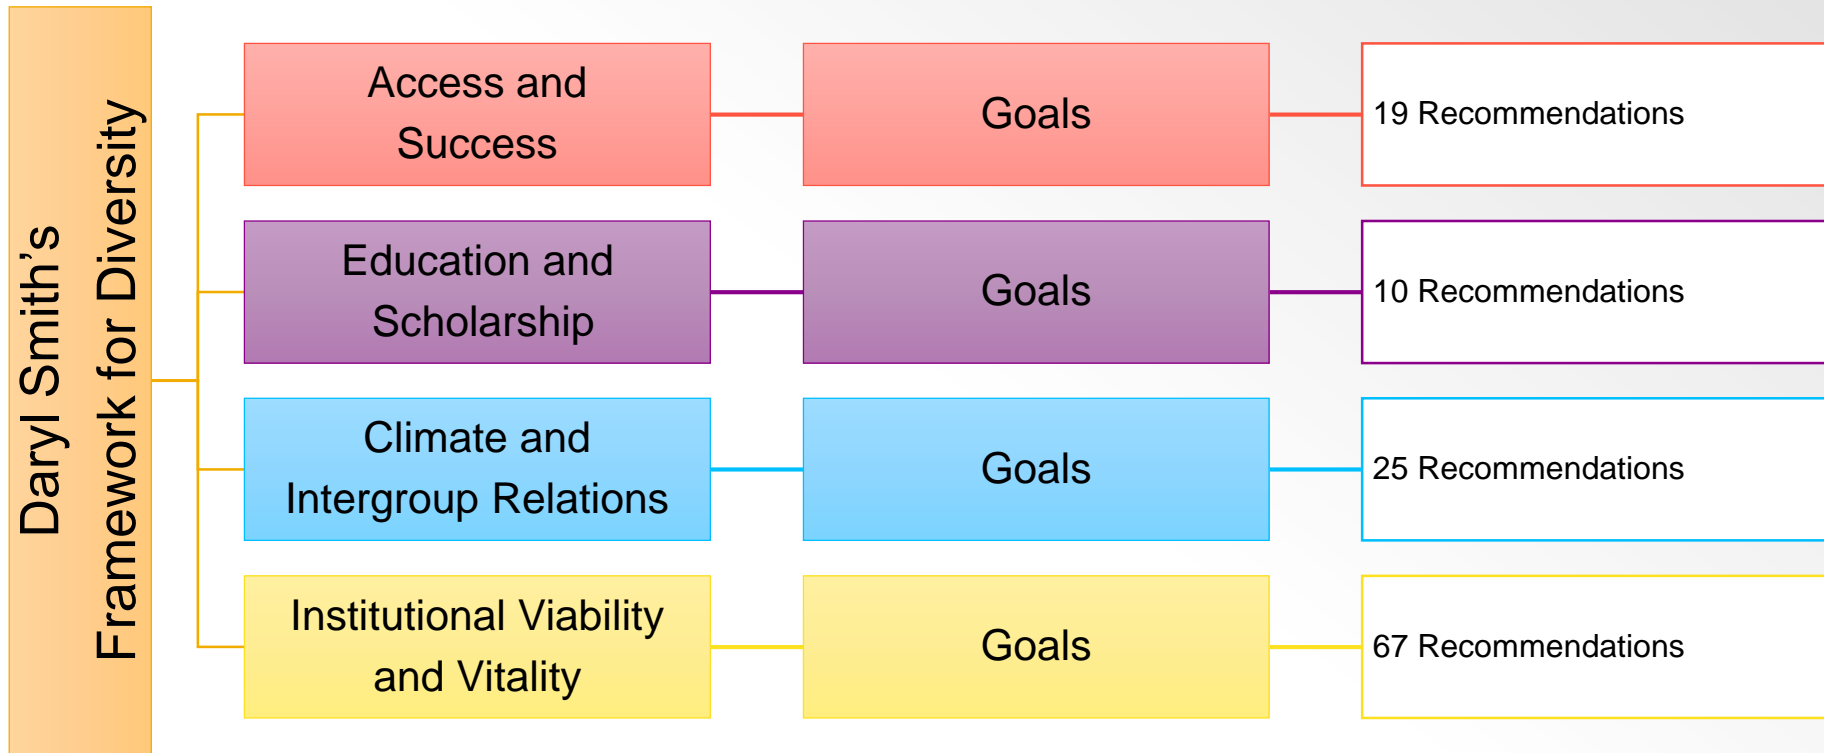 Daryl Smith’s
Framework for Diversity
Access and
Success
Goals
19 Recommendations
Education and
Scholarship
Goals
10 Recommendations
Climate and
Intergroup Relations
Goals
25 Recommendations
Institutional Viability
and Vitality
Goals
67 Recommendations